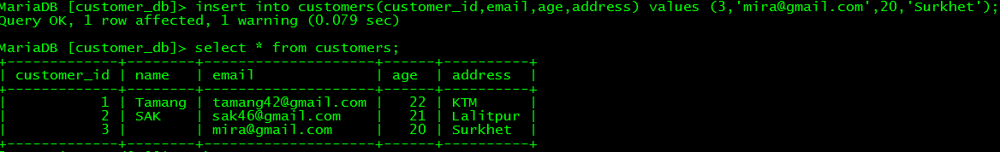 MariaDB [customer_db]> insert into customers(customer_id,email,age,address) values (3,'mira@gmail.com',20,'Surkhet');
Query OK, 1 row affected, 1 warning (0.079 sec)
MariaDB [customer_db]> select * from customers;
+-------------+--------+--------------------+------+----------+
| customer_id | name   | email              | age  | address  |
+-------------+--------+--------------------+------+----------+
|           1 | Tamang | tamang42@gmail.com |   22 | KTM      |
|           2 | SAK    | sak46@gmail.com    |   21 | Lalitpur |
|           3 |        | mira@gmail.com     |   20 | Surkhet  |
+-------------+--------+--------------------+------+----------+